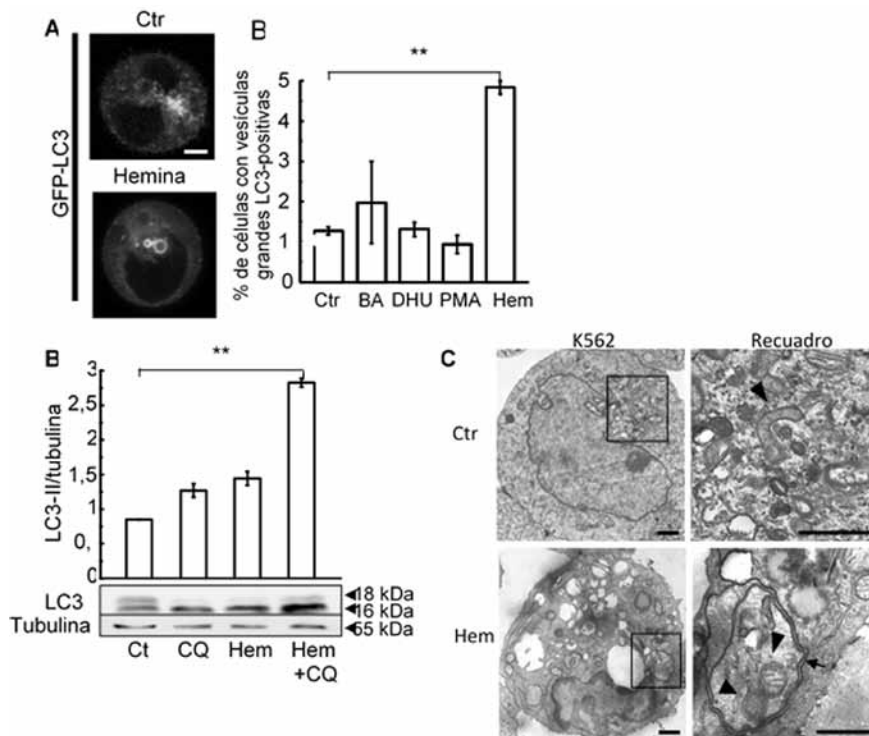 A
Ctr
GFP-LC3
Hemina
B
**
% de células con vesículas
grandes LC3-positivas
5
4
3
2
1
0
Ctr BA DHU PMA Hem
B
**
LC3-II/tubulina
3
2,5
1,5
1
0,
0
LC3
18 kDa
16 kDa
Tubulina
55 kDa
Ct CQ Hem Hem
+CQ
C
K562 Recuadro
Ctr
Hem